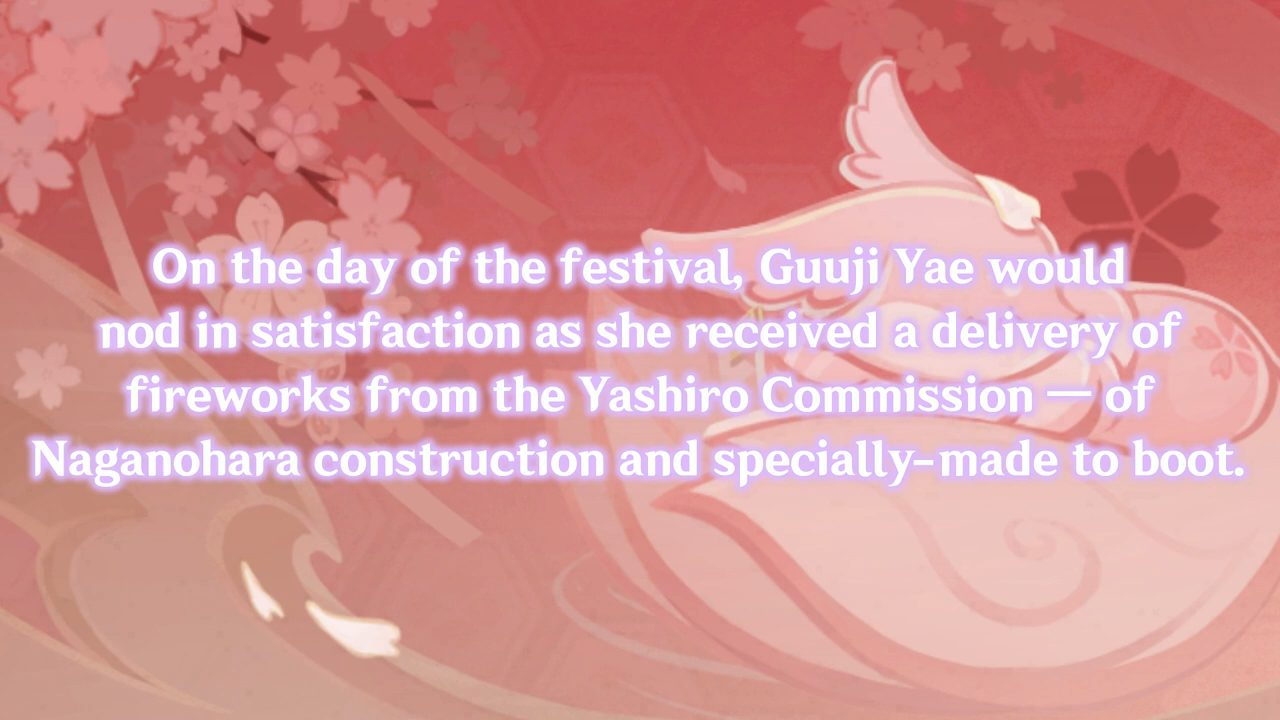 On the day of the festival, Guuji Yae would
nod in satisfaction as she received a delivery of
fireworks from the Yashiro Commission — of
Naganohara construction and specially-made to boot.